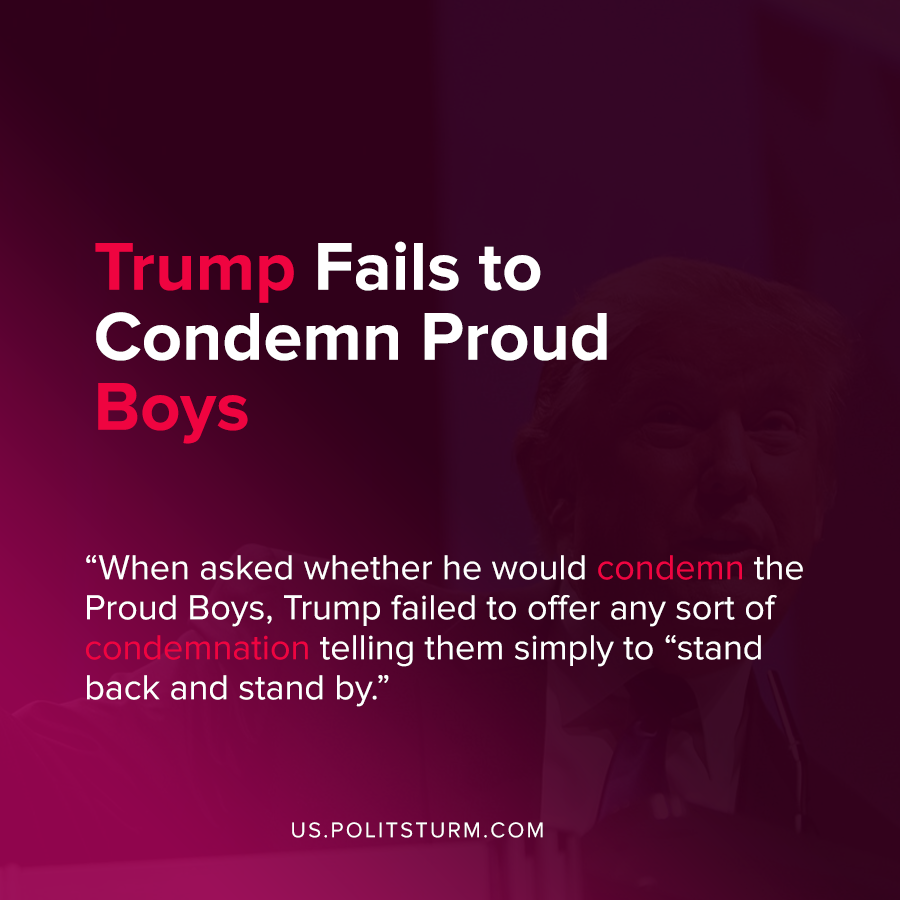 Trump Fails to
Condemn Proud
Boys
“When asked whether he would condemn the
Proud Boys, Trump failed to offer any sort of
condemnation telling them simply to “stand
back and stand by.”
US.POLITSTURM.COM